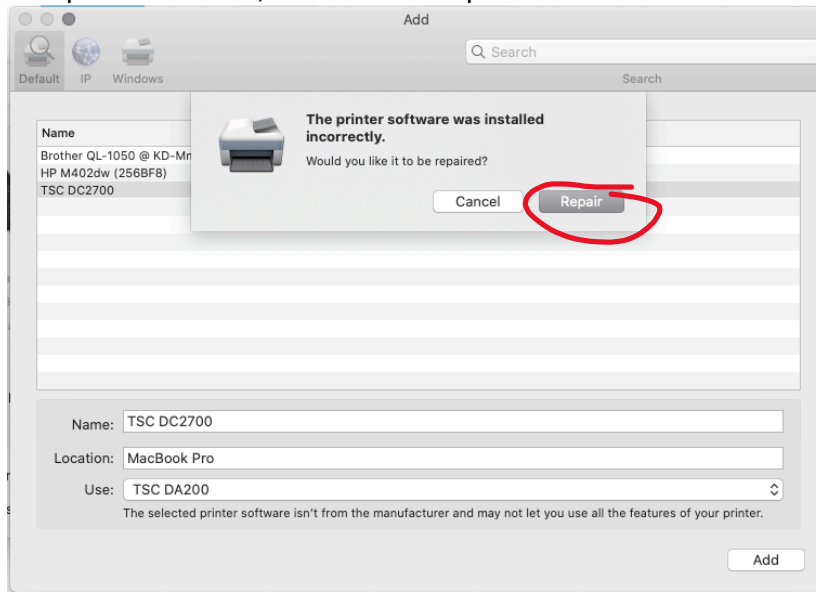 Add
Search
Default IP Windows
Search
The printer software was installed
incorrectly.
Would you like it to be repaired?
Cancel Repair
Name
Brother QL-1050 @ KD-Mn
HP M402dw (256BF8)
TSC DC2700
Name: TSC DC2700
Location: MacBook Pro
Use: TSC DA200
The selected printer software isn't from the manufacturer and may not let you use all the features of your printer.
Add